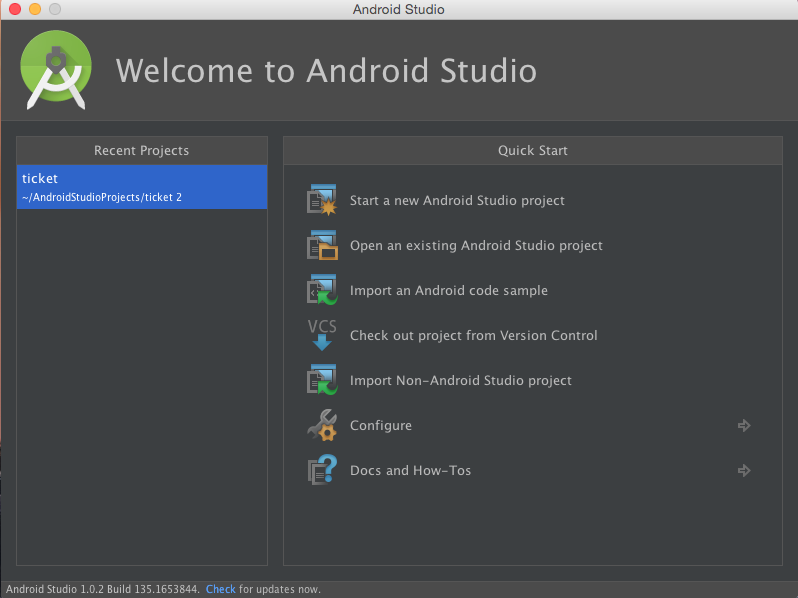 Android Studio
Welcome to Android Studio
Recent Projects
ticket
~/AndroidStudioProjects/ticket 2
Quick Start
Start a new Android Studio project
Open an existing Android Studio project
Import an Android code sample
VCS
Check out project from Version Control
Import Non-Android Studio project
Configure
Docs and How-Tos
Android Studio 1.0.2 Build 135.1653844. Check for updates now.